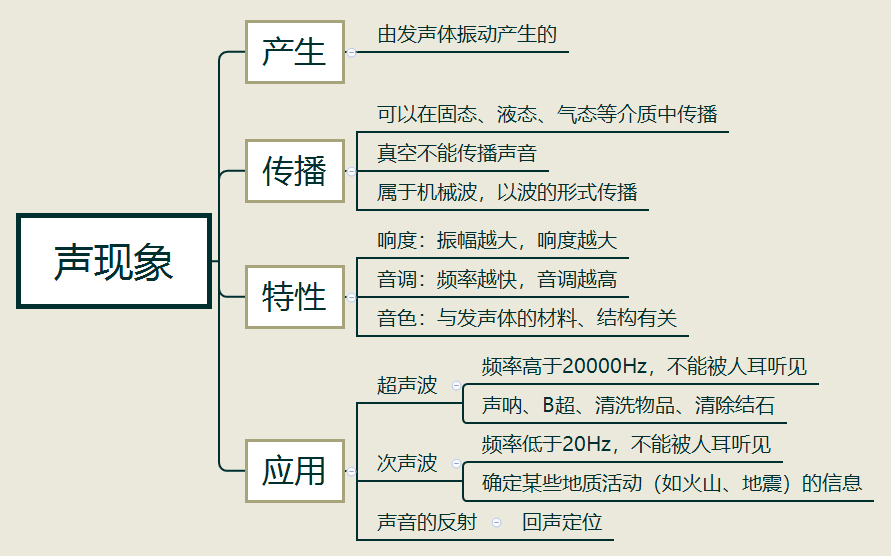 声现象
产生
由发声体振动产生的
传播
可以在固态、液态、气态等介质中传播
真空不能传播声音
属于机械波，以波的形式传播
特性
响度：振幅越大，响度越大
音调：频率越快，音调越高
音色：与发声体的材料、结构有关
应用
超声波
频率高于20000Hz，不能被人耳听见
声呐、B超、清洗物品、清除结石
次声波
频率低于20Hz，不能被人耳听见
确定某些地质活动（如火山、地震）的信息
声音的反射
回声定位